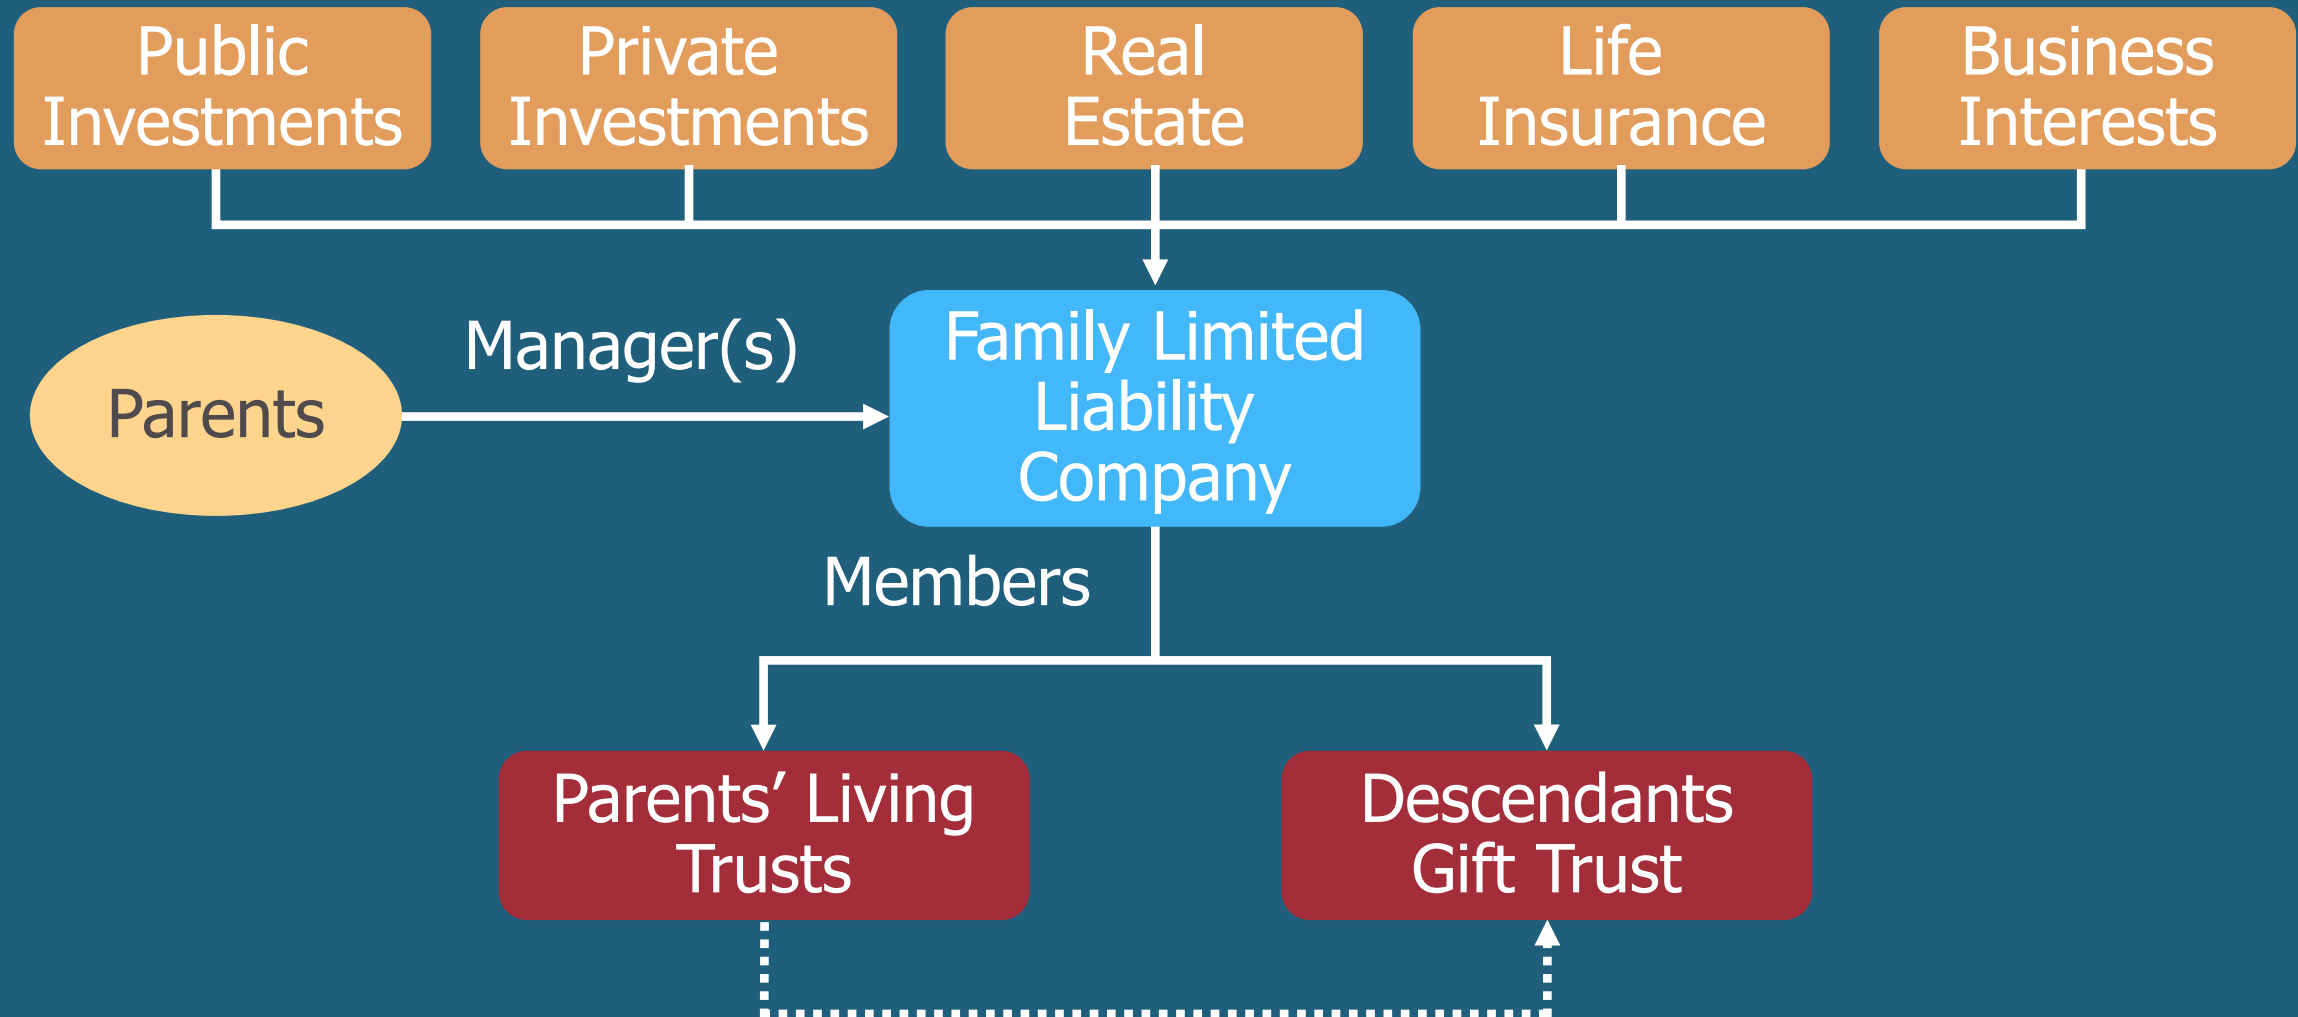 Public
Investments
Private
Investments
Real
Estate
Life
Insurance
Business
Interests
Parents
Manager(s)
Family Limited
Liability
Company
Members
Parents’ Living
Trusts
Descendants
Gift Trust